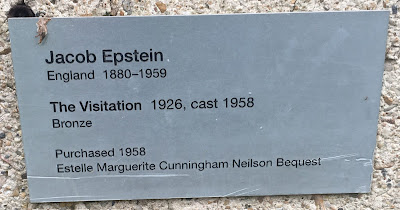 Jacob Epstein
England 1880–1959
The Visitation 1926, cast 1958
Bronze
Purchased 1958
Estelle Marguerite Cunningham Neilson Bequest